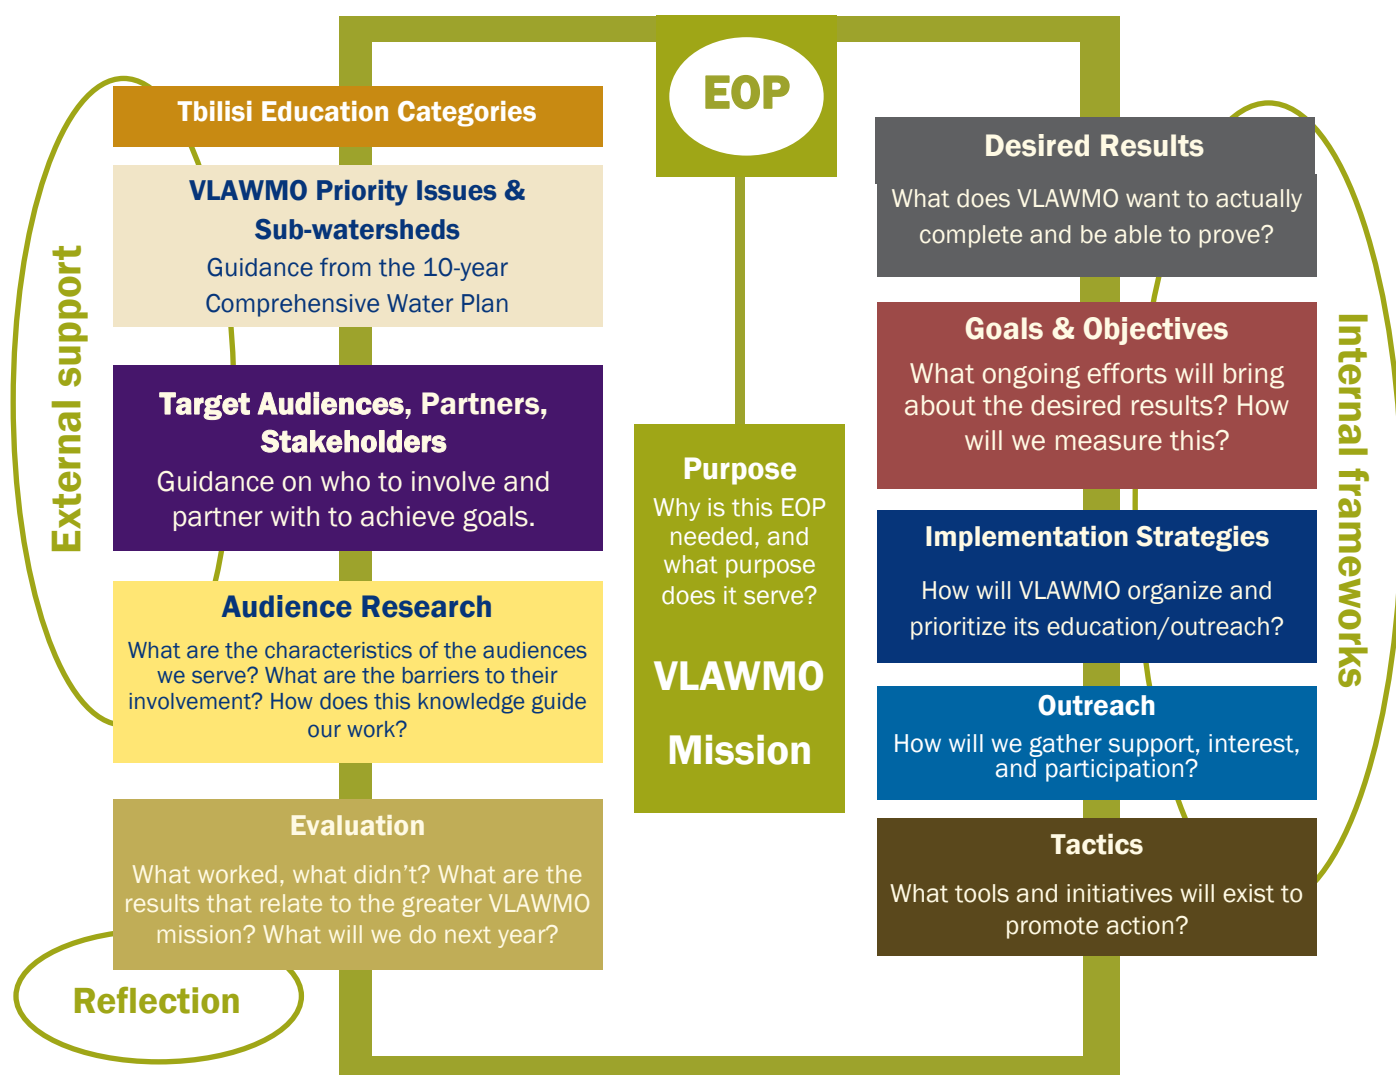 EOP
External support
Tbilisi Education Categories
VLAWMO Priority Issues &
Sub-watersheds
Guidance from the 10-year
Comprehensive Water Plan
Target Audiences, Partners,
Stakeholders
Guidance on who to involve and
partner with to achieve goals.
Audience Research
What are the characteristics of the audiences
we serve? What are the barriers to their
involvement? How does this knowledge guide
our work?
Evaluation
What worked, what didn’t? What are the
results that relate to the greater VLAWMO
mission? What will we do next year?
Reflection
Purpose
Why is this EOP
needed, and
what purpose
does it serve?
VLAWMO
Mission
Desired Results
What does VLAWMO want to actually
complete and be able to prove?
Goals & Objectives
What ongoing efforts will bring
about the desired results? How
will we measure this?
Implementation Strategies
How will VLAWMO organize and
prioritize its education/outreach?
Outreach
How will we gather support, interest,
and participation?
Tactics
What tools and initiatives will exist to
promote action?
Internal frameworks